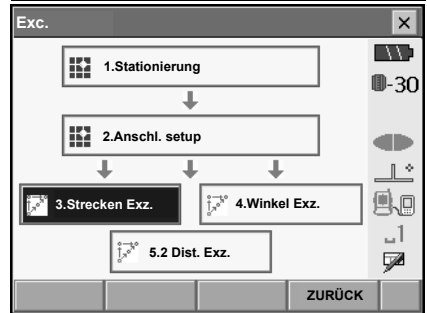 Exc.
1.Stationierung
-30
2.Anschl. setup
3.Strecken Exz.
4.Winkel Exz.
1
5.2 Dist. Exz.
ZURÜCK